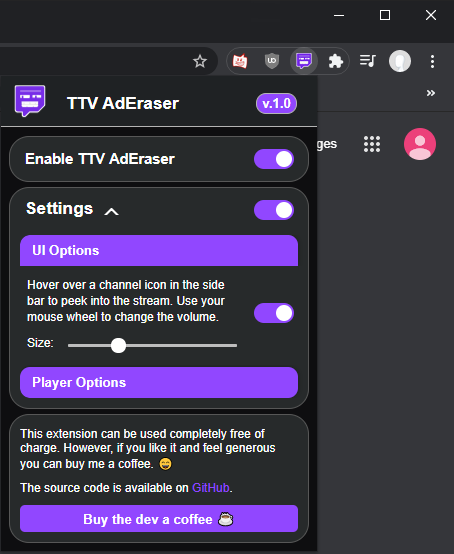 TTV AdEraser
v.1.0
Enable TTV AdEraser
ges
Settings
UI Options
Hover over a channel icon in the side
bar to peek into the stream. Use your
mouse wheel to change the volume.
Size:
Player Options
This extension can be used completely free of
charge. However, if you like it and feel generous
you can buy me a coffee. 😄
The source code is available on GitHub.
Buy the dev a coffee ☕